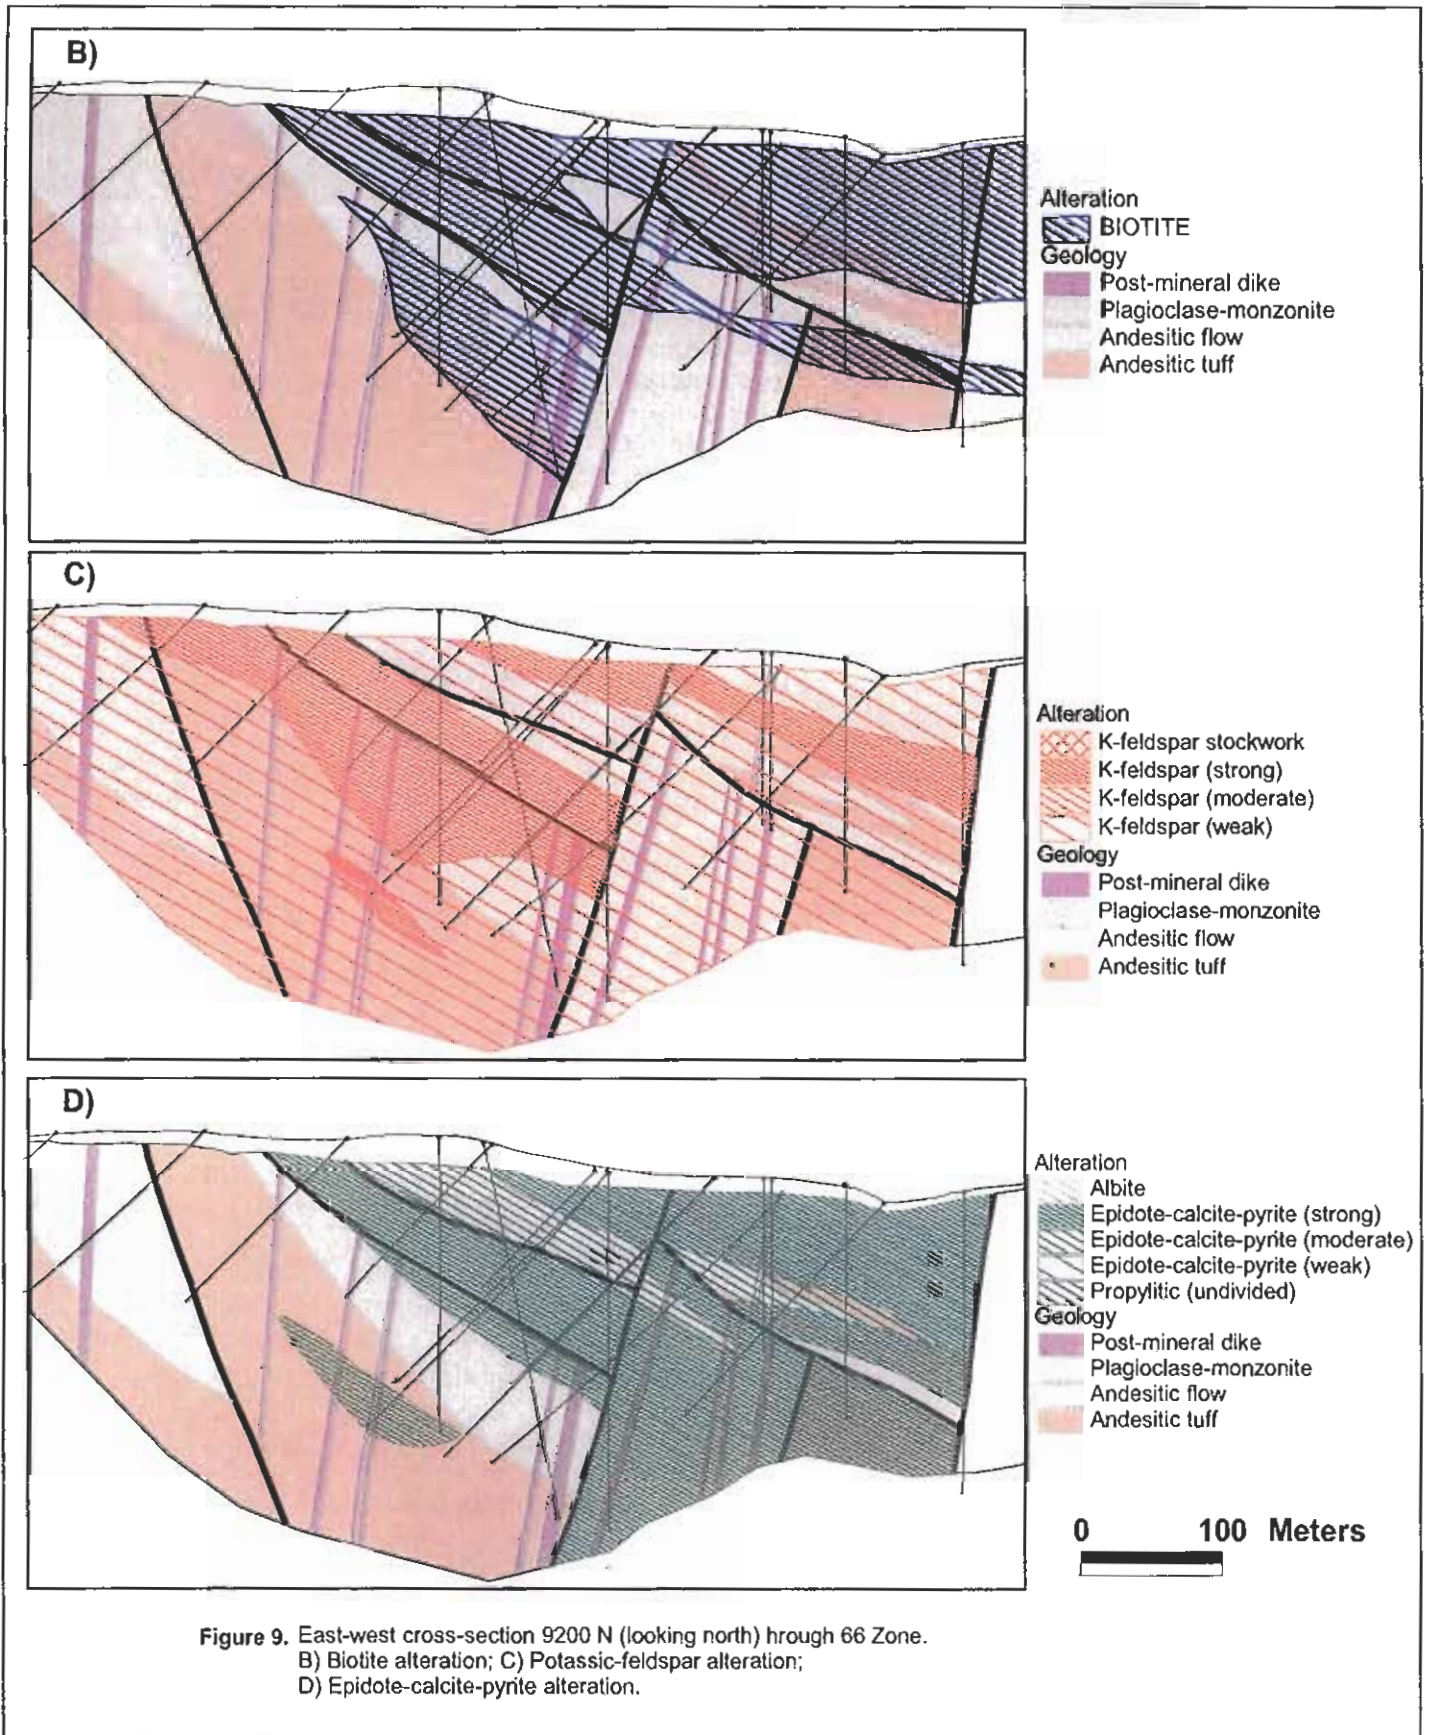 B)
Alteration
BIOTITE
Geology
Post-mineral dike
Plagioclase-monzonite
Andesitic flow
Andesitic tuff
C)
Alteration
K-feldspar stockwork
K-feldspar (strong)
K-feldspar (moderate)
K-feldspar (weak)
Geology
Post-mineral dike
Plagioclase-monzonite
Andesitic flow
Andesitic tuff
D)
Alteration
Albite
Epidote-calcite-pyrite (strong)
Epidote-calcite-pyrite (moderate)
Epidote-calcite-pyrite (weak)
Propylitic (undivided)
Geology
Post-mineral dike
Plagioclase-monzonite
Andesitic flow
Andesitic tuff
0 100 Meters
Figure 9. East-west cross-section 9200 N (looking north) hrough 66 Zone.
B) Biotite alteration; C) Potassic-feldspar alteration;
D) Epidote-calcite-pyrite alteration.